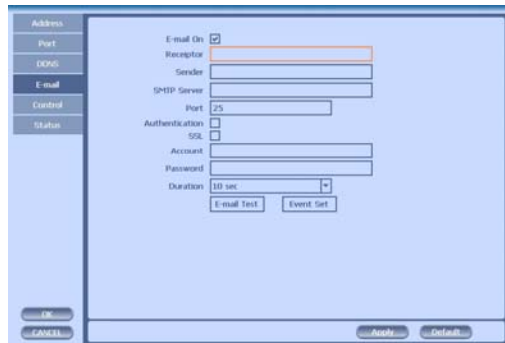 Address
Port
DDNS
E-mail
Control
Status
E-mail On
Receiptor
Sender
SMTP Server
Port 25
Authentication
SSL
Account
Password
Duration 10 sec
E-mail Test Event Set
OK
CANCEL
Apply Default